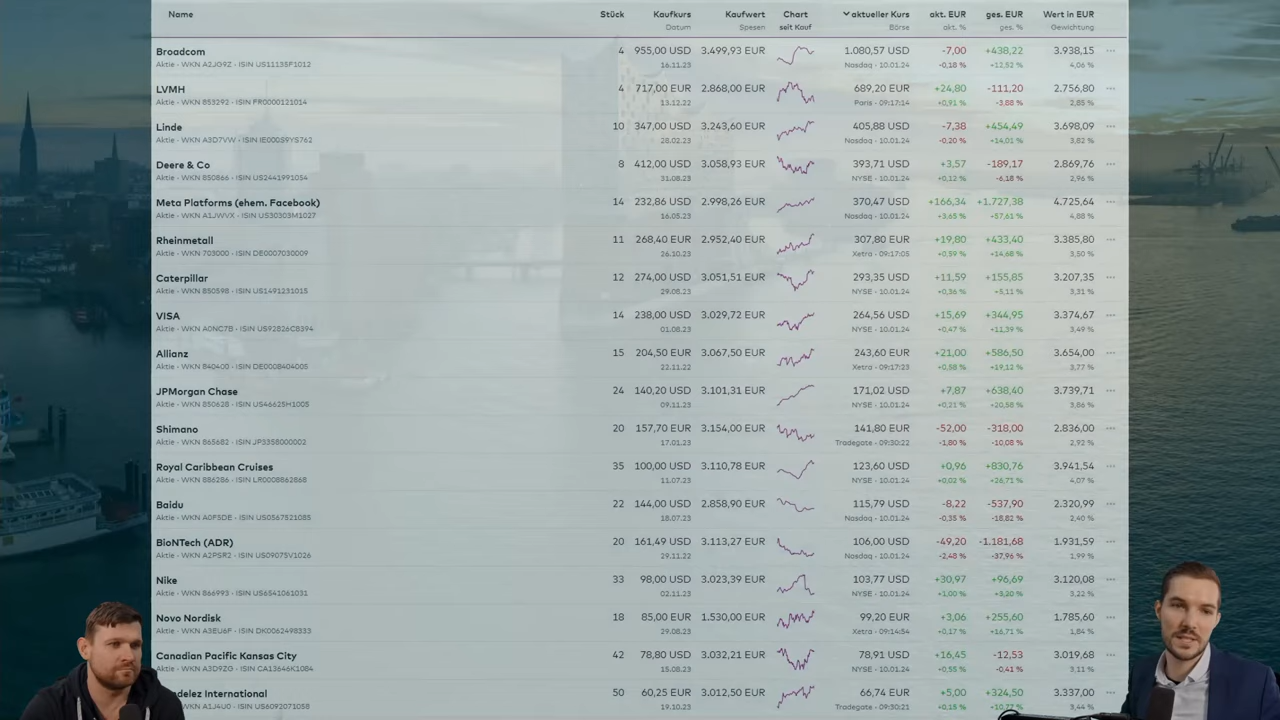 Name Stück Kaufkurs Kaufwert Chart aktueller Kurs akt. EUR ges. EUR Wert in EUR
Datum Spesen seit Kauf Börse akt. % ges. % Gewichtung
Broadcom 4 955,00 USD 3.499,93 EUR 1.080,57 USD -7,00 +438,22 3.938,15 ···
Aktie - WKN A2JG9Z - ISIN US11135F1012 16.11.23 Nasdaq - 10.01.24 -0,18 % +12,52 % 4,06 %
LVMH 4 717,00 USD 2.868,00 EUR 689,20 USD +24,80 -111,20 2.756,80 ···
Aktie - WKN 853292 - ISIN FR0000121014 13.12.22 Paris - 09:17:14 +0,91 % -3,88 % 2,85 %
Linde 10 347,00 USD 3.243,60 EUR 405,88 USD -7,38 +454,49 3.698,09 ···
Aktie - WKN A3D7VW - ISIN IE000S9YS762 28.02.23 Nasdaq - 10.01.24 -0,20 % +14,01 % 3,82 %
Deere & Co 8 412,00 USD 3.058,93 EUR 393,71 USD +3,57 -189,17 2.869,76 ···
Aktie - WKN 850866 - ISIN US2441991054 31.08.23 NYSE - 10.01.24 +0,12 % -6,18 % 2,96 %
Meta Platforms (ehem. Facebook) 14 232,86 USD 2.998,26 EUR 370,47 USD +166,34 +1.727,38 4.725,64 ···
Aktie - WKN A1JWVX - ISIN US30303M1027 16.05.23 Nasdaq - 10.01.24 +3,65 % +57,61 % 4,88 %
Rheinmetall 11 268,40 EUR 2.952,40 EUR 307,80 EUR +19,80 +433,40 3.385,80 ···
Aktie - WKN 703000 - ISIN DE0007030009 26.10.23 Xetra - 09:17:05 +0,59 % +14,68 % 3,50 %
Caterpillar 12 274,00 EUR 3.051,51 EUR 293,35 USD +11,59 +155,85 3.207,35 ···
Aktie - WKN 850598 - ISIN US1491231015 29.08.23 NYSE - 10.01.24 +0,36 % +5,11 % 3,31 %
VISA 14 238,00 EUR 3.029,72 EUR 264,56 USD +15,69 +344,95 3.374,67 ···
Aktie - WKN A0NC7B - ISIN US92826C8394 01.08.23 NYSE - 10.01.24 +0,47 % +11,39 % 3,49 %
Allianz 15 204,50 EUR 3.067,50 EUR 243,60 EUR +21,00 +586,50 3.654,00 ···
Aktie - WKN 840400 - ISIN DE0008404005 22.11.22 Xetra - 09:17:23 +0,58 % +19,12 % 3,77 %
JPMorgan Chase 24 140,20 USD 3.101,31 EUR 171,02 USD +7,87 +638,40 3.739,71 ···
Aktie - WKN 850628 - ISIN US46625H1005 09.11.23 NYSE - 10.01.24 +0,21 % +20,58 % 3,86 %
Shimano 20 157,70 EUR 3.154,00 EUR 141,80 USD -52,00 -318,00 2.836,00 ···
Aktie - WKN 865682 - ISIN JP3358000002 17.01.23 Tradegate - 09:30:22 -1,80 % -10,08 % 2,92 %
Royal Caribbean Cruises 35 100,00 USD 3.110,78 EUR 123,60 USD +0,96 +830,76 3.941,54 ···
Aktie - WKN 886286 - ISIN LR0008862868 11.07.23 NYSE - 10.01.24 +0,02 % +26,71 % 4,07 %
Baidu 22 144,00 USD 2.858,90 EUR 115,79 USD -8,22 -537,90 2.320,99 ···
Aktie - WKN A0F5DE - ISIN US0567521085 18.07.23 Nasdaq - 10.01.24 -0,35 % -18,82 % 2,40 %
BioNTech (ADR) 20 161,49 USD 3.113,27 EUR 106,00 USD -49,20 -1.181,68 1.931,59 ···
Aktie - WKN A2PSR2 - ISIN US09075V1026 29.11.22 Nasdaq - 10.01.24 -2,48 % -37,96 % 1,99 %
Nike 33 98,00 USD 3.023,39 EUR 103,77 USD +30,97 +96,69 3.120,08 ···
Aktie - WKN 866993 - ISIN US6541061031 02.11.23 NYSE - 10.01.24 +1,00 % +3,20 % 3,22 %
Novo Nordisk 18 85,00 EUR 1.530,00 EUR 99,20 EUR +3,06 +255,60 1.785,60 ···
Aktie - WKN A3EU6F - ISIN DK0062498333 29.08.23 Xetra - 09:14:54 +0,17 % +16,71 % 1,84 %
Canadian Pacific Kansas City 42 78,80 USD 3.032,21 EUR 78,91 USD +16,45 -12,53 3.019,68 ···
Aktie - WKN A3D9ZG - ISIN CA13646K1084 15.08.23 NYSE - 10.01.24 +0,55 % -0,41 % 3,11 %
ndelez International 50 60,25 EUR 3.012,50 EUR 66,74 EUR +5,00 +324,50 3.337,00 ···
WKN A1J4U0 - ISIN US6092071058 19.10.23 Tradegate - 09:30:21 +0,15 % +10,77 % 3,44 %